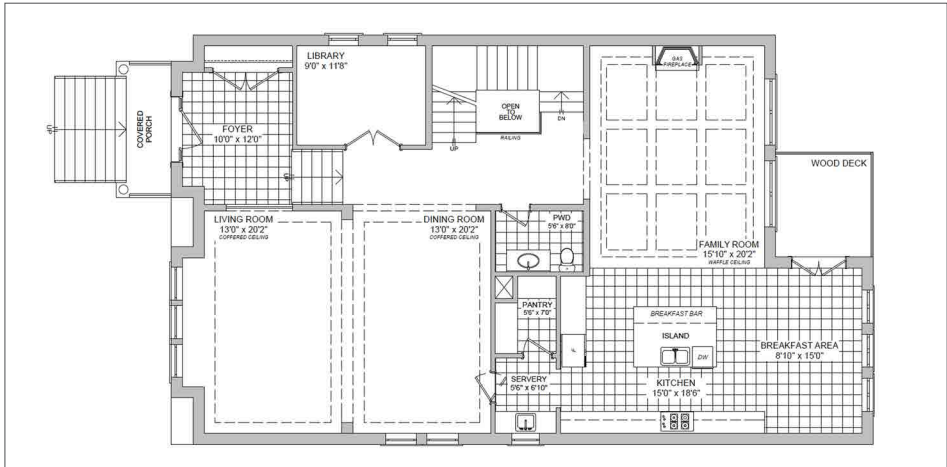 UP
COVERED
PORCH
FOYER
10'0" x 12'0"
UP
LIBRARY
9'0" x 11'8"
OPEN
TO
BELOW
RAILING
UP
DN
GAS
FIREPLACE
WOOD DECK
LIVING ROOM
13'0" x 20'2"
COFFERED CEILING
DINING ROOM
13'0" x 20'2"
COFFERED CEILING
PWD
5'6" x 8'0"
FAMILY ROOM
15'10" x 20'2"
WAFFLE CEILING
PANTRY
5'6" x 7'0"
BREAKFAST BAR
ISLAND
DW
F
BREAKFAST AREA
8'10" x 15'0"
SERVERY
5'6" x 6'10"
KITCHEN
15'0" x 18'6"